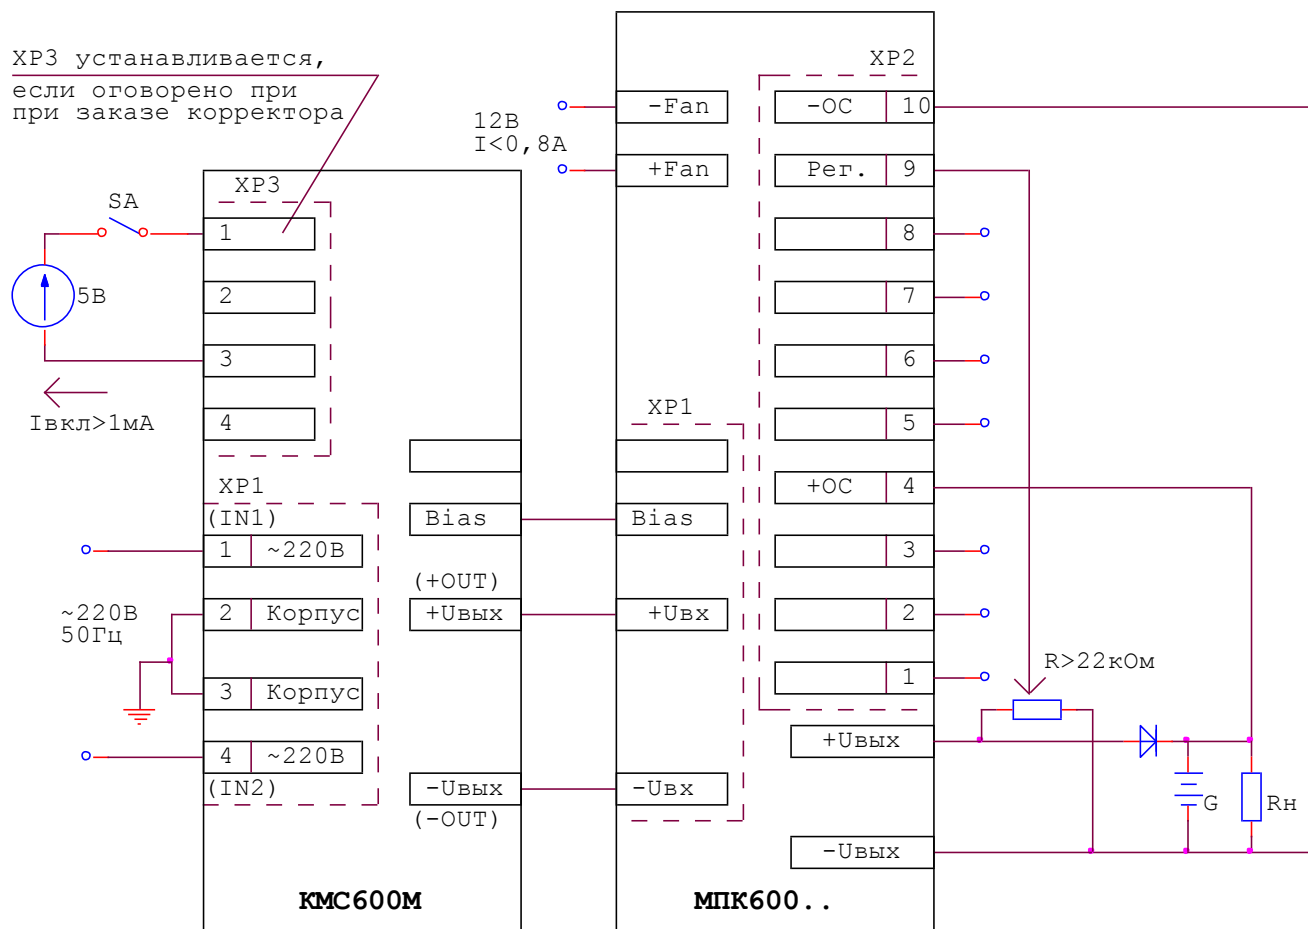 XP3 устанавливается,
если оговорено при
при заказе корректора
SA
5В
Iвкл>1мА
XP3
1
2
3
4
XP1
(IN1)
1 ~220В
2 Корпус
3 Корпус
4 ~220В
(IN2)
~220В
50Гц
Bias
(+OUT)
+Uвых
-Uвых
(-OUT)
КМС600М
12В
I<0,8А
-Fan
+Fan
XP1
Bias
+Uвх
-Uвх
XP2
-ОС 10
Рег. 9
8
7
6
5
+ОС 4
3
2
1
+Uвых
-Uвых
МПК600..
R>22кОм
G
Rн